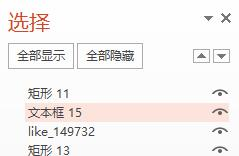 选择
全部显示 全部隐藏
矩形 11
文本框 15
like_149732
矩形 13